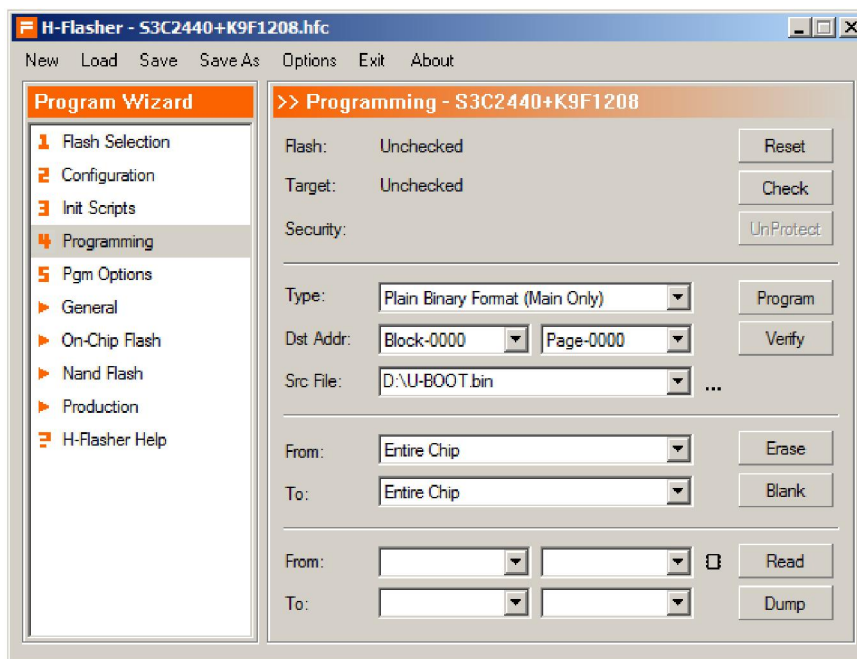 H-Flasher - S3C2440+K9F1208.hfc
New Load Save Save As Options Exit About
Program Wizard
1 Flash Selection
2 Configuration
3 Init Scripts
4 Programming
5 Pgm Options
General
On-Chip Flash
Nand Flash
Production
? H-Flasher Help
>> Programming - S3C2440+K9F1208
Flash: Unchecked Reset
Target: Unchecked Check
Security: UnProtect
Type: Plain Binary Format (Main Only) Program
Dst Addr: Block-0000 Page-0000 Verify
Src File: D:\U-BOOT.bin ...
From: Entire Chip Erase
To: Entire Chip Blank
From: Read
To: Dump